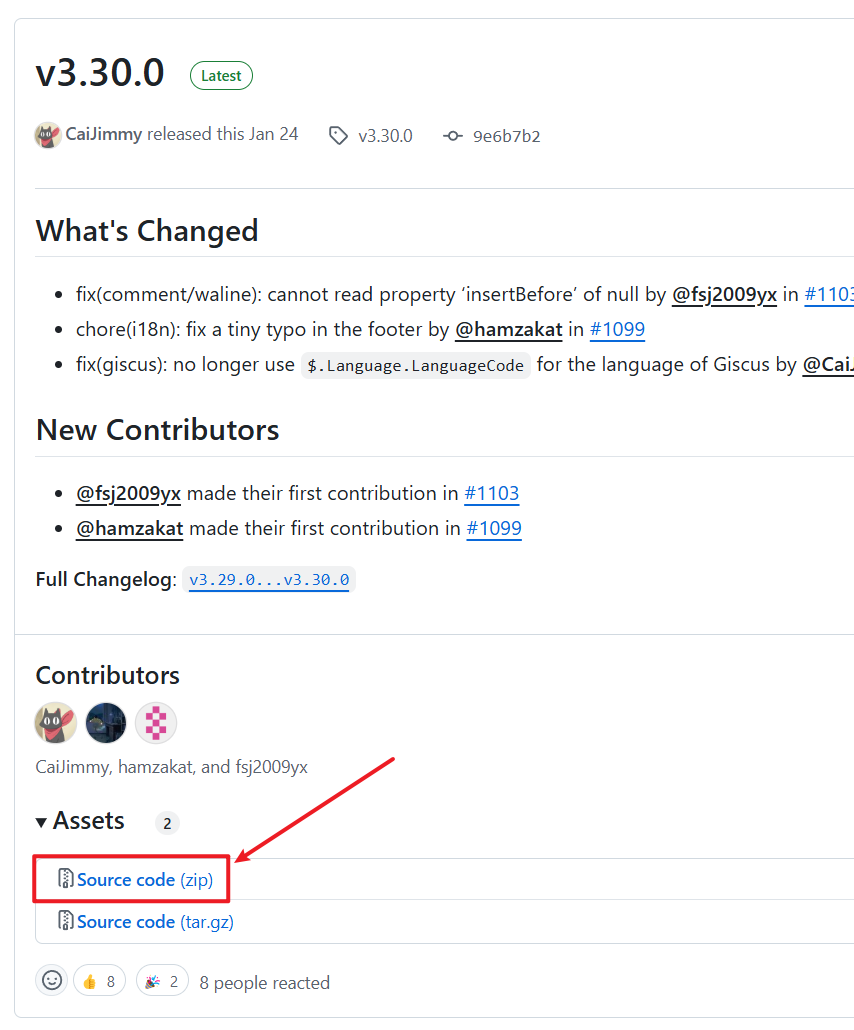 v3.30.0 Latest
CaiJimmy released this Jan 24 v3.30.0 9e6b7b2
What's Changed
• fix(comment/waline): cannot read property ‘insertBefore’ of null by @fsj2009yx in #1103
• chore(i18n): fix a tiny typo in the footer by @hamzakat in #1099
• fix(giscus): no longer use $.Language.LanguageCode for the language of Giscus by @CaiJ
New Contributors
• @fsj2009yx made their first contribution in #1103
• @hamzakat made their first contribution in #1099
Full Changelog: v3.29.0...v3.30.0
Contributors
CaiJimmy, hamzakat, and fsj2009yx
Assets 2
Source code (zip)
Source code (tar.gz)
8 2 8 people reacted